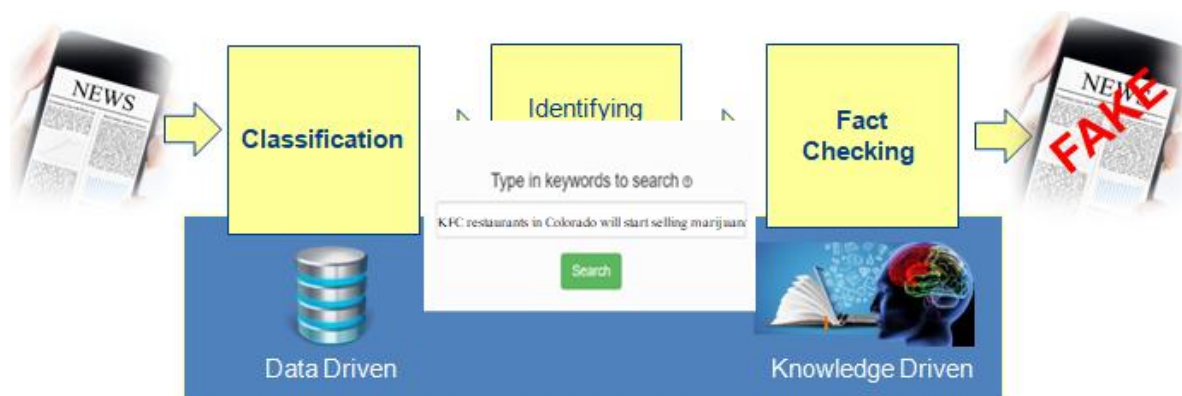 NEWS
Classification
Identifying
Type in keywords to search
KFC restaurants in Colorado will start selling marijuan
Search
Fact
Checking
FAKE
Data Driven
Knowledge Driven